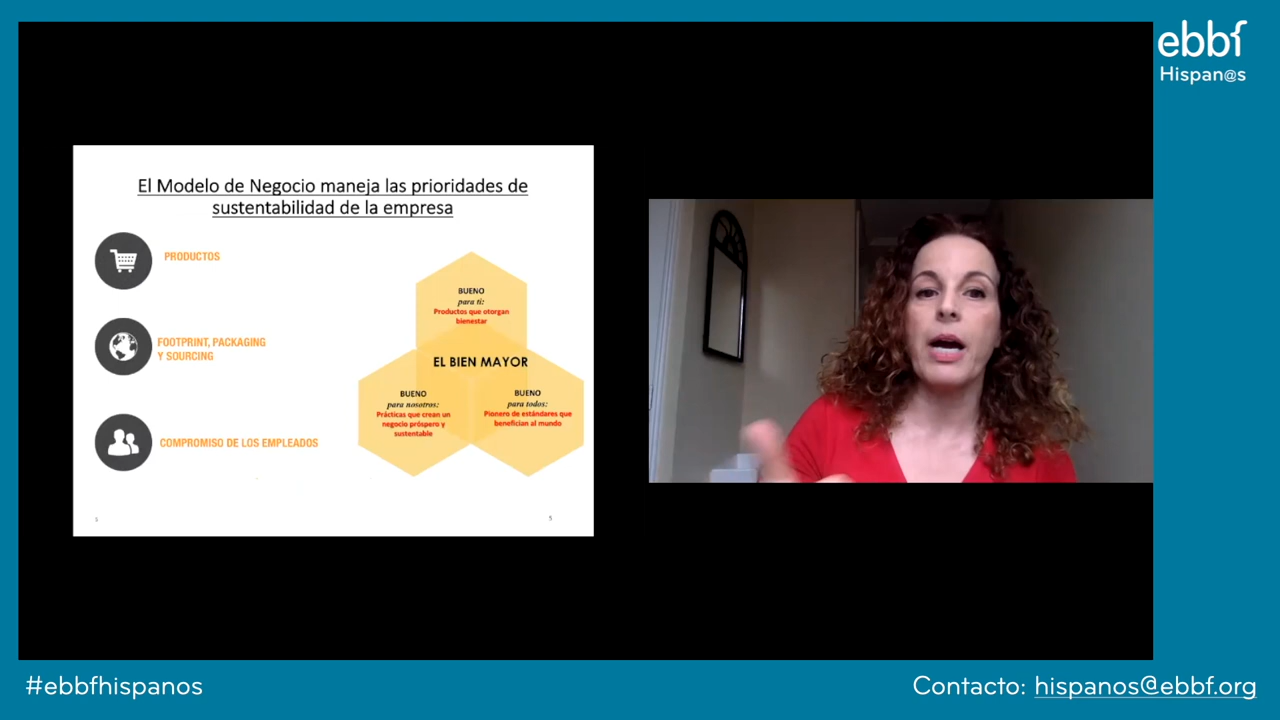 ebbf
Hispan@s
El Modelo de Negocio maneja las prioridades de
sustentabilidad de la empresa
PRODUCTOS
FOOTPRINT, PACKAGING
Y SOURCING
COMPROMISO DE LOS EMPLEADOS
BUENO
para ti:
Productos que otorgan
bienestar
EL BIEN MAYOR
BUENO
para nosotros:
Prácticas que crean un
negocio próspero y
sustentable
BUENO
para todos:
Pionero de estándares que
benefician al mundo
5
#ebbfhispanos
Contacto: hispanos@ebbf.org